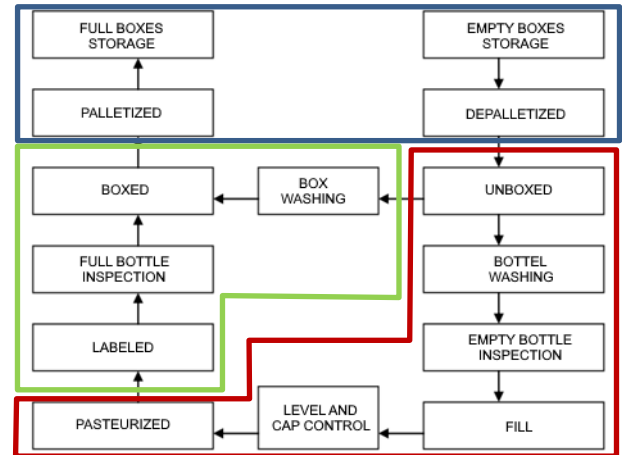 FULL BOXES
STORAGE
EMPTY BOXES
STORAGE
PALLETIZED
DEPALLETIZED
BOXED
BOX
WASHING
UNBOXED
FULL BOTTLE
INSPECTION
BOTTEL
WASHING
LABELED
EMPTY BOTTLE
INSPECTION
PASTEURIZED
LEVEL AND
CAP CONTROL
FILL